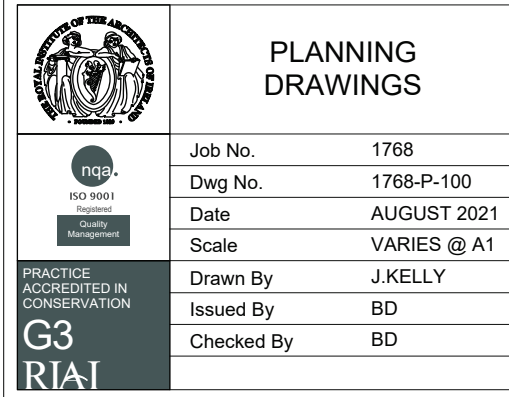 THE ROYAL INSTITUTE OF THE ARCHITECTS OF IRELAND
• FOUNDED 1839 •
PLANNING
DRAWINGS
nqa.
ISO 9001
Registered
Quality
Management
Job No. 1768
Dwg No. 1768-P-100
Date AUGUST 2021
Scale VARIES @ A1
Drawn By J.KELLY
Issued By BD
Checked By BD
PRACTICE
ACCREDITED IN
CONSERVATION
G3
RIAI